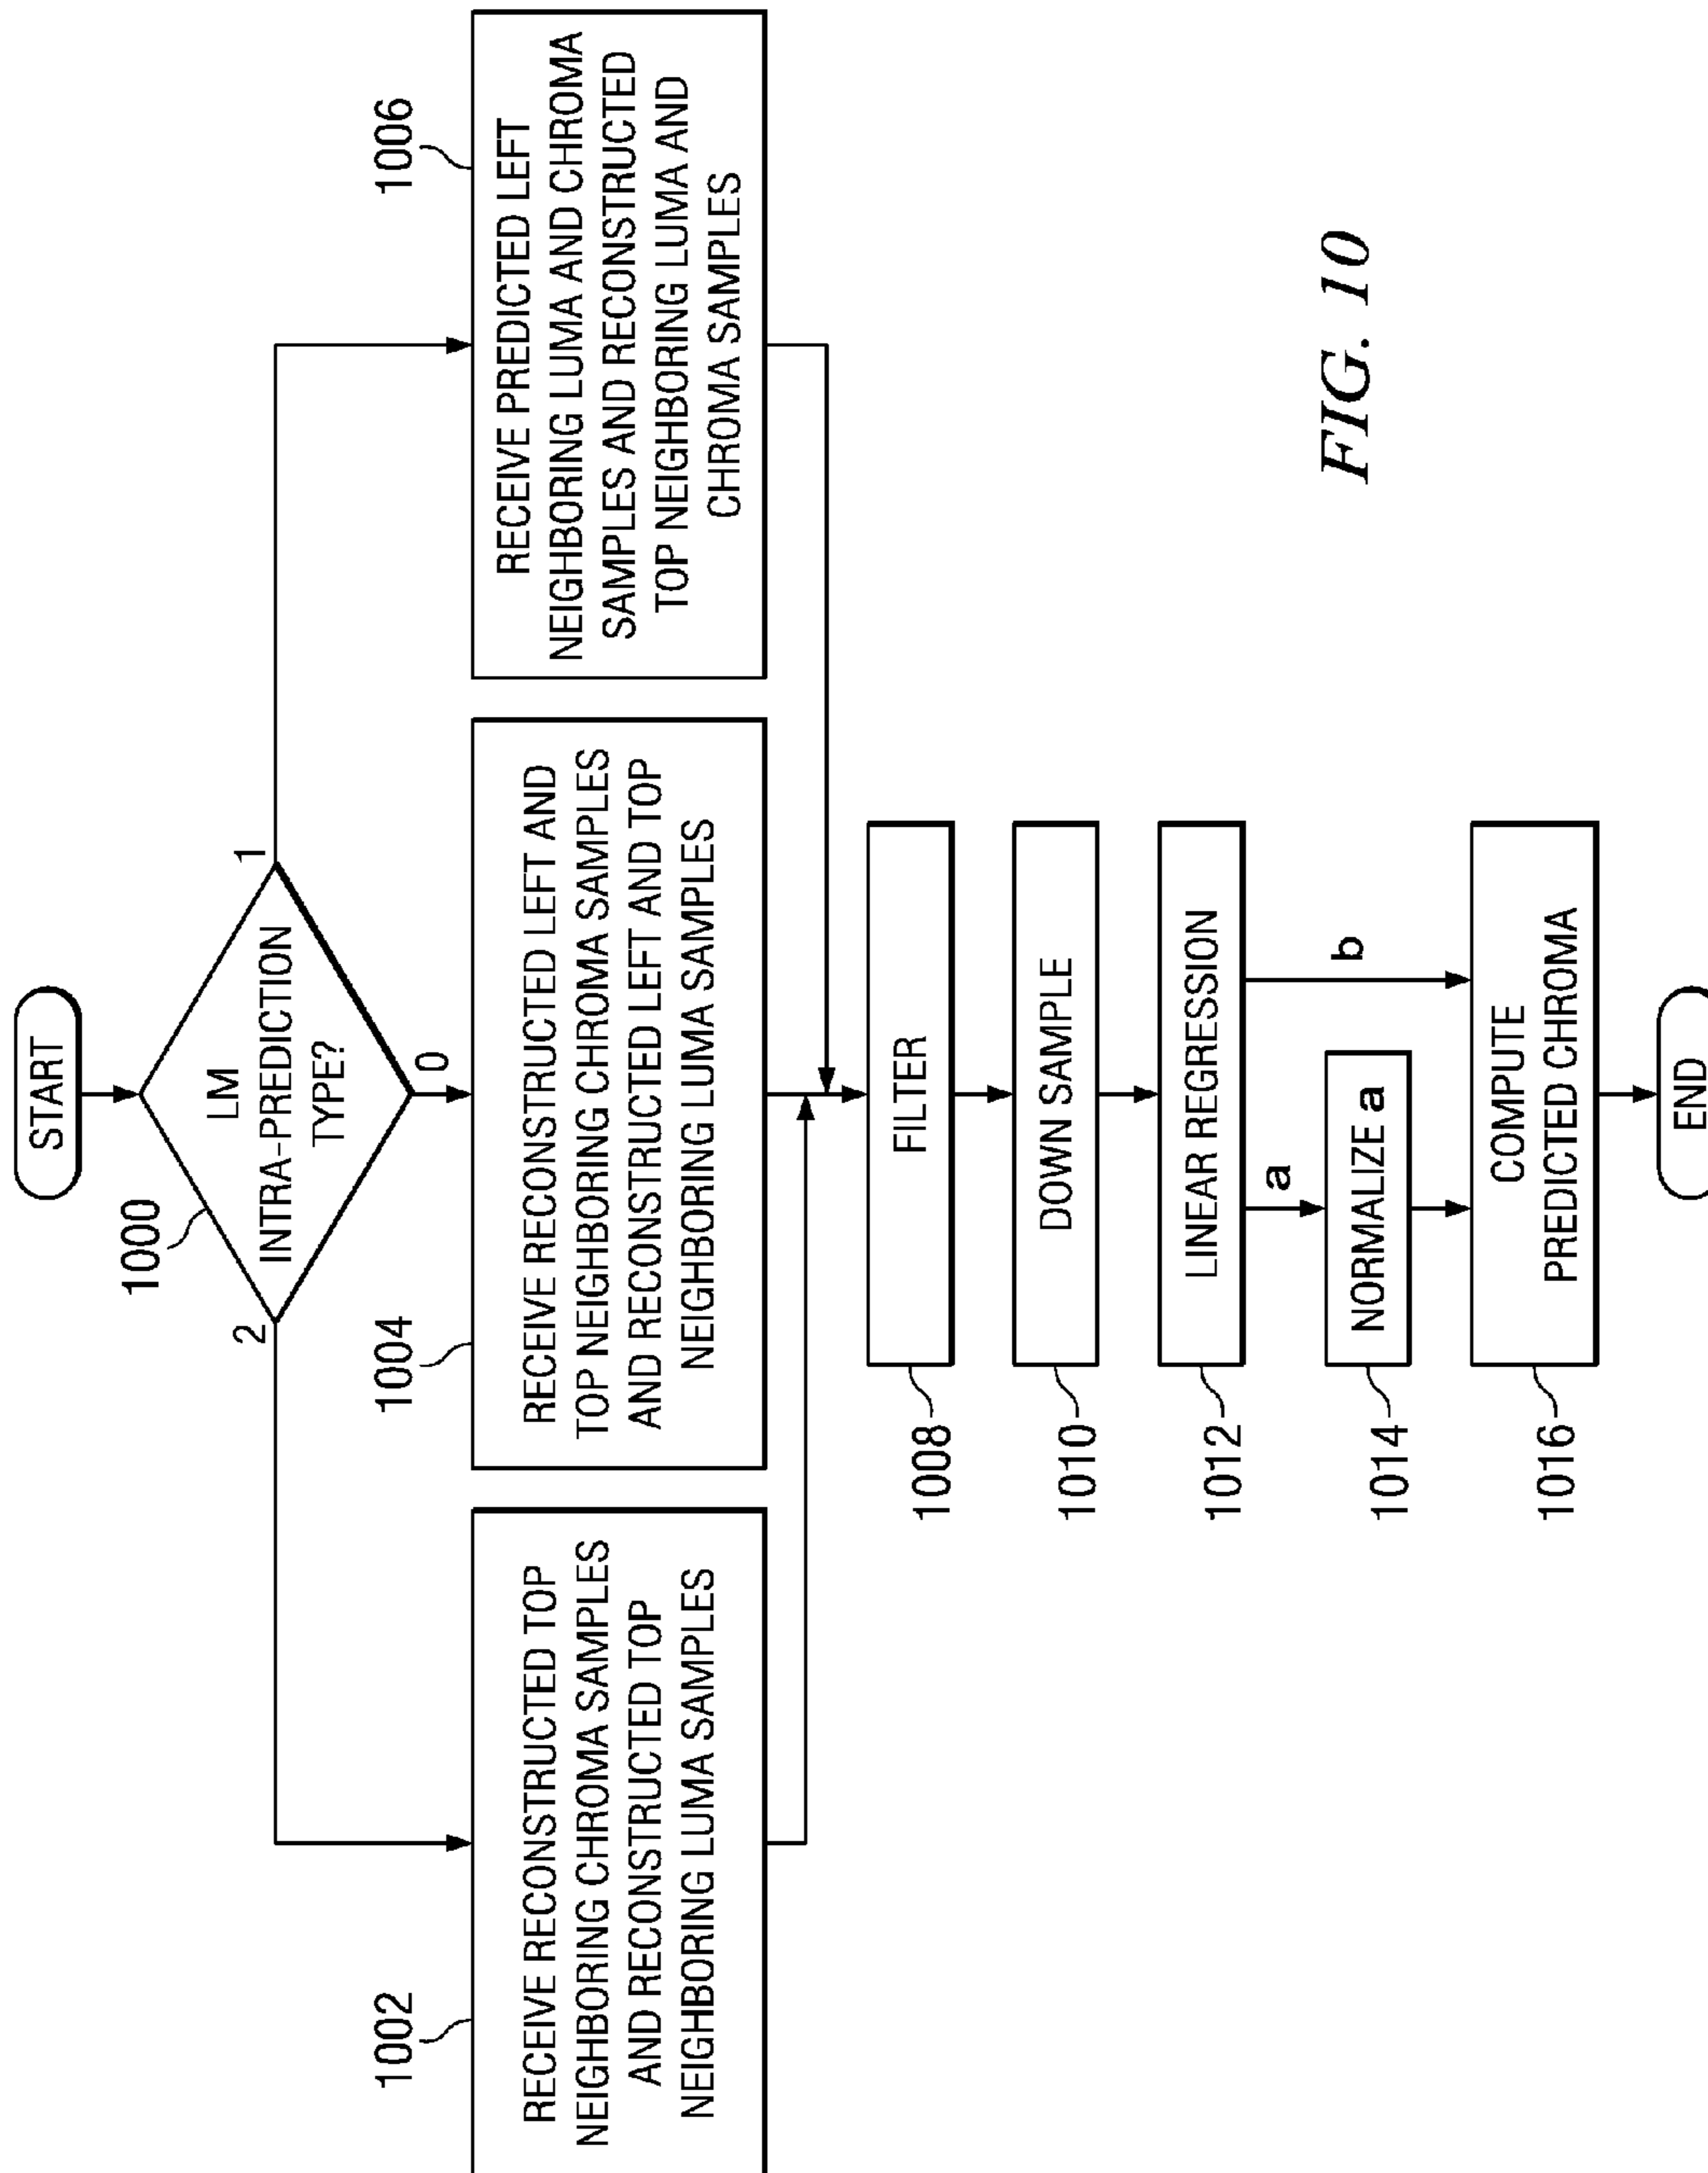 START
1000
LM
INTRA-PREDICTION
TYPE?
2
0
1
1002
RECEIVE RECONSTRUCTED TOP
NEIGHBORING CHROMA SAMPLES
AND RECONSTRUCTED TOP
NEIGHBORING LUMA SAMPLES
1004
RECEIVE RECONSTRUCTED LEFT AND
TOP NEIGHBORING CHROMA SAMPLES
AND RECONSTRUCTED LEFT AND TOP
NEIGHBORING LUMA SAMPLES
1006
RECEIVE PREDICTED LEFT
NEIGHBORING LUMA AND CHROMA
SAMPLES AND RECONSTRUCTED
TOP NEIGHBORING LUMA AND
CHROMA SAMPLES
1008
FILTER
1010
DOWN SAMPLE
1012
LINEAR REGRESSION
a
b
1014
NORMALIZE a
1016
COMPUTE
PREDICTED CHROMA
END
FIG. 10